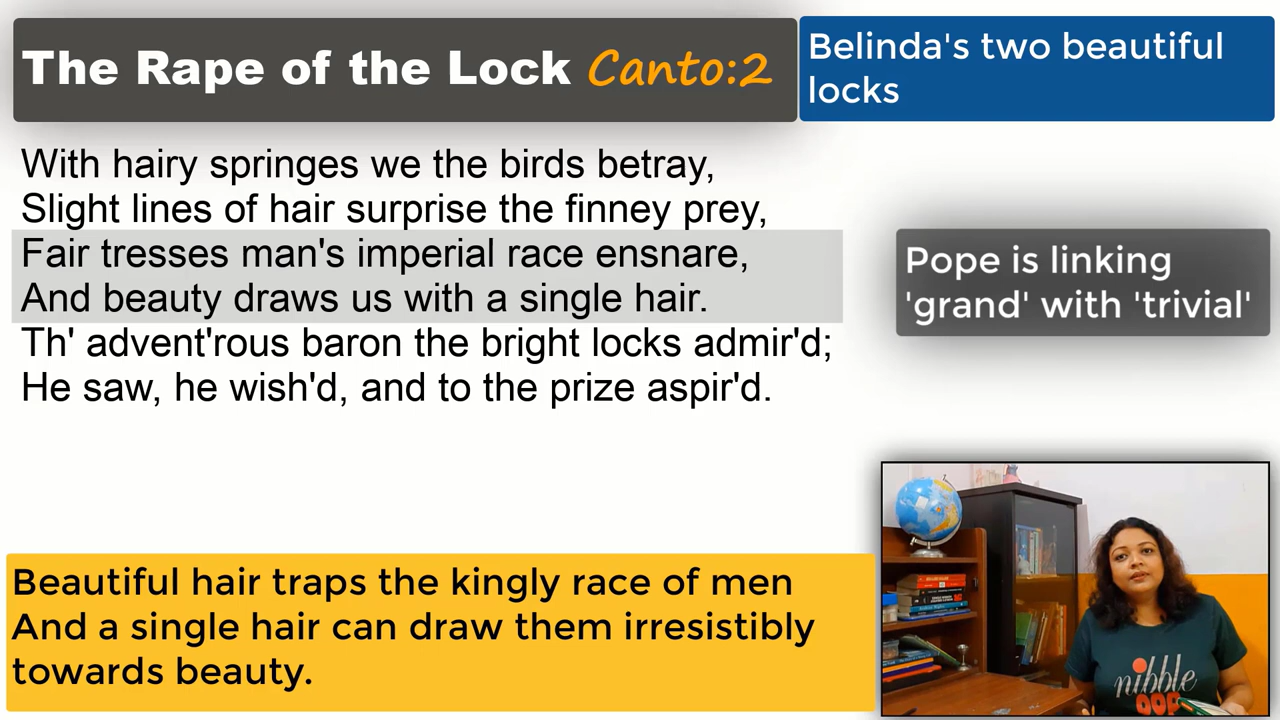 The Rape of the Lock Canto:2
Belinda's two beautiful
locks
With hairy springes we the birds betray,
Slight lines of hair surprise the finney prey,
Fair tresses man's imperial race ensnare,
And beauty draws us with a single hair.
Th' advent'rous baron the bright locks admir'd;
He saw, he wish'd, and to the prize aspir'd.
Pope is linking
'grand' with 'trivial'
Beautiful hair traps the kingly race of men
And a single hair can draw them irresistibly
towards beauty.
nibble